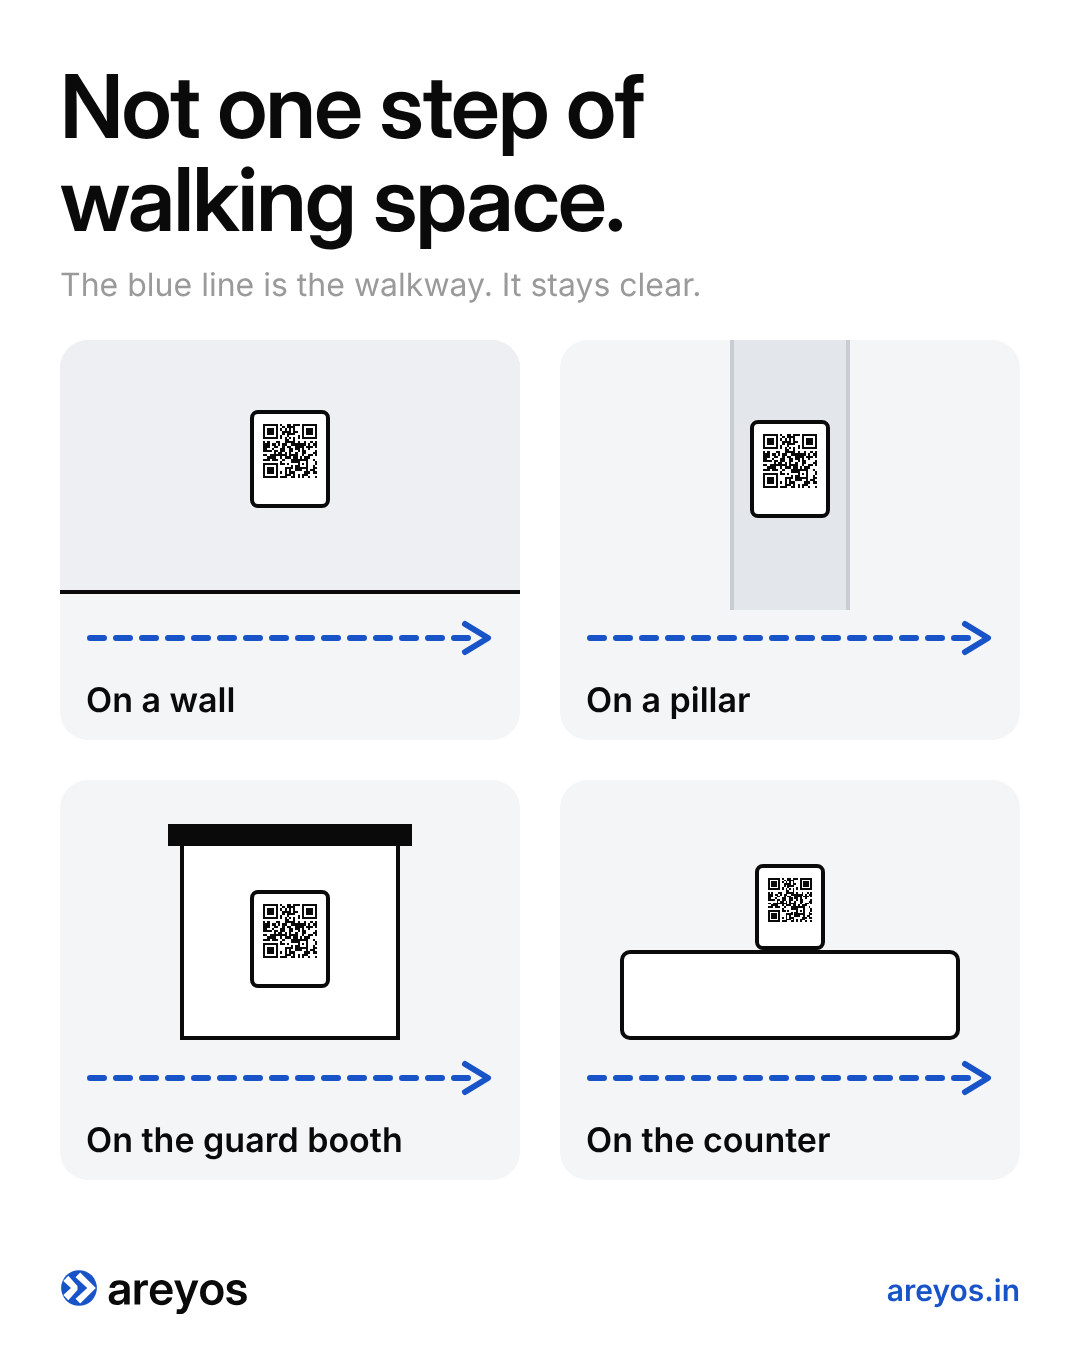 Not one step of
walking space.
The blue line is the walkway. It stays clear.
On a wall
On a pillar
On the guard booth
On the counter
areyos
areyos.in